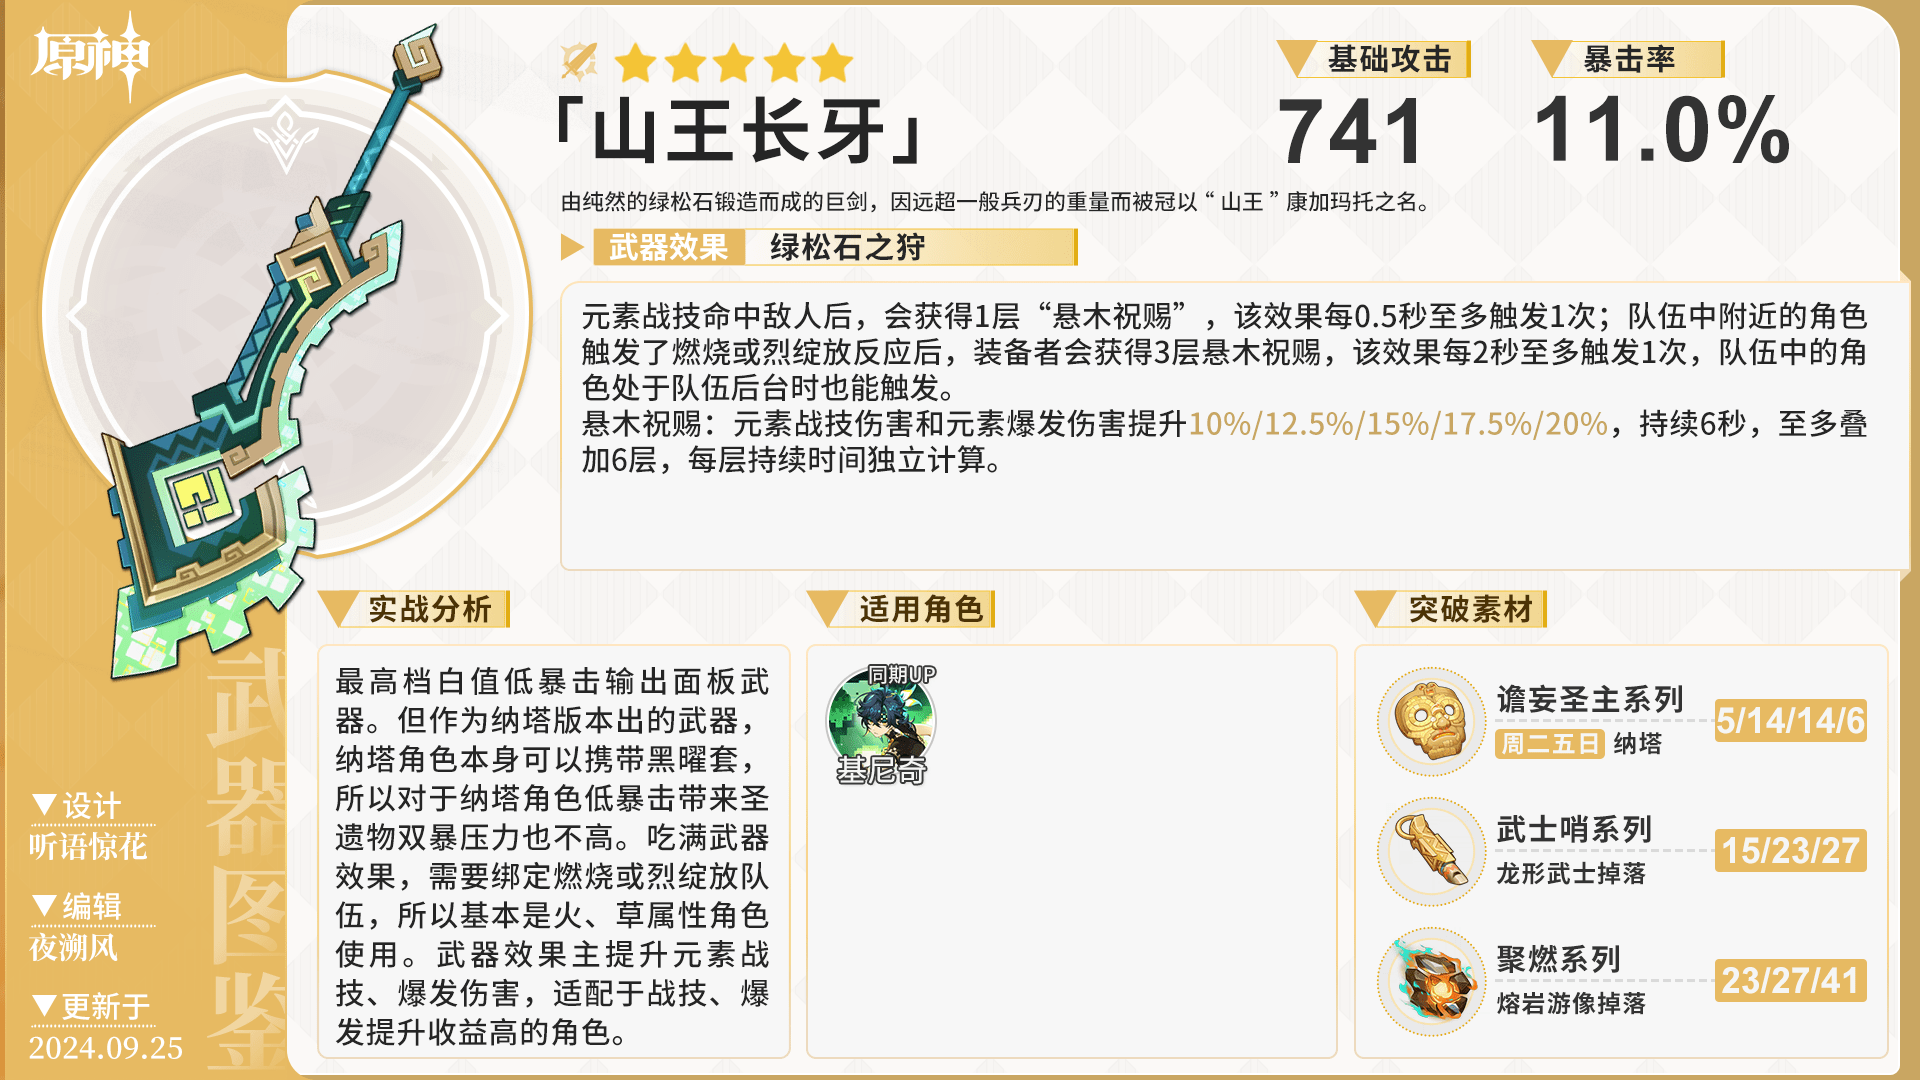 原神
「山王长牙」
基础攻击
741
暴击率
11.0%
由纯然的绿松石锻造而成的巨剑，因远超一般兵刃的重量而被冠以“山王”康加玛托之名。
武器效果 绿松石之狩
元素战技命中敌人后，会获得1层“悬木祝赐”，该效果每0.5秒至多触发1次；队伍中附近的角色
触发了燃烧或烈绽放反应后，装备者会获得3层悬木祝赐，该效果每2秒至多触发1次，队伍中的角
色处于队伍后台时也能触发。
悬木祝赐：元素战技伤害和元素爆发伤害提升10%/12.5%/15%/17.5%/20%，持续6秒，至多叠
加6层，每层持续时间独立计算。
实战分析
最高档白值低暴击输出面板武
器。但作为纳塔版本出的武器，
纳塔角色本身可以携带黑曜套，
所以对于纳塔角色低暴击带来圣
遗物双暴压力也不高。吃满武器
效果，需要绑定燃烧或烈绽放队
伍，所以基本是火、草属性角色
使用。武器效果主提升元素战
技、爆发伤害，适配于战技、爆
发提升收益高的角色。
适用角色
同期UP
基尼奇
突破素材
谵妄圣主系列
周二五日 纳塔
5/14/14/6
武士哨系列
龙形武士掉落
15/23/27
聚燃系列
熔岩游像掉落
23/27/41
武器图鉴
▼设计
听语惊花
▼编辑
夜溯风
▼更新于
2024.09.25